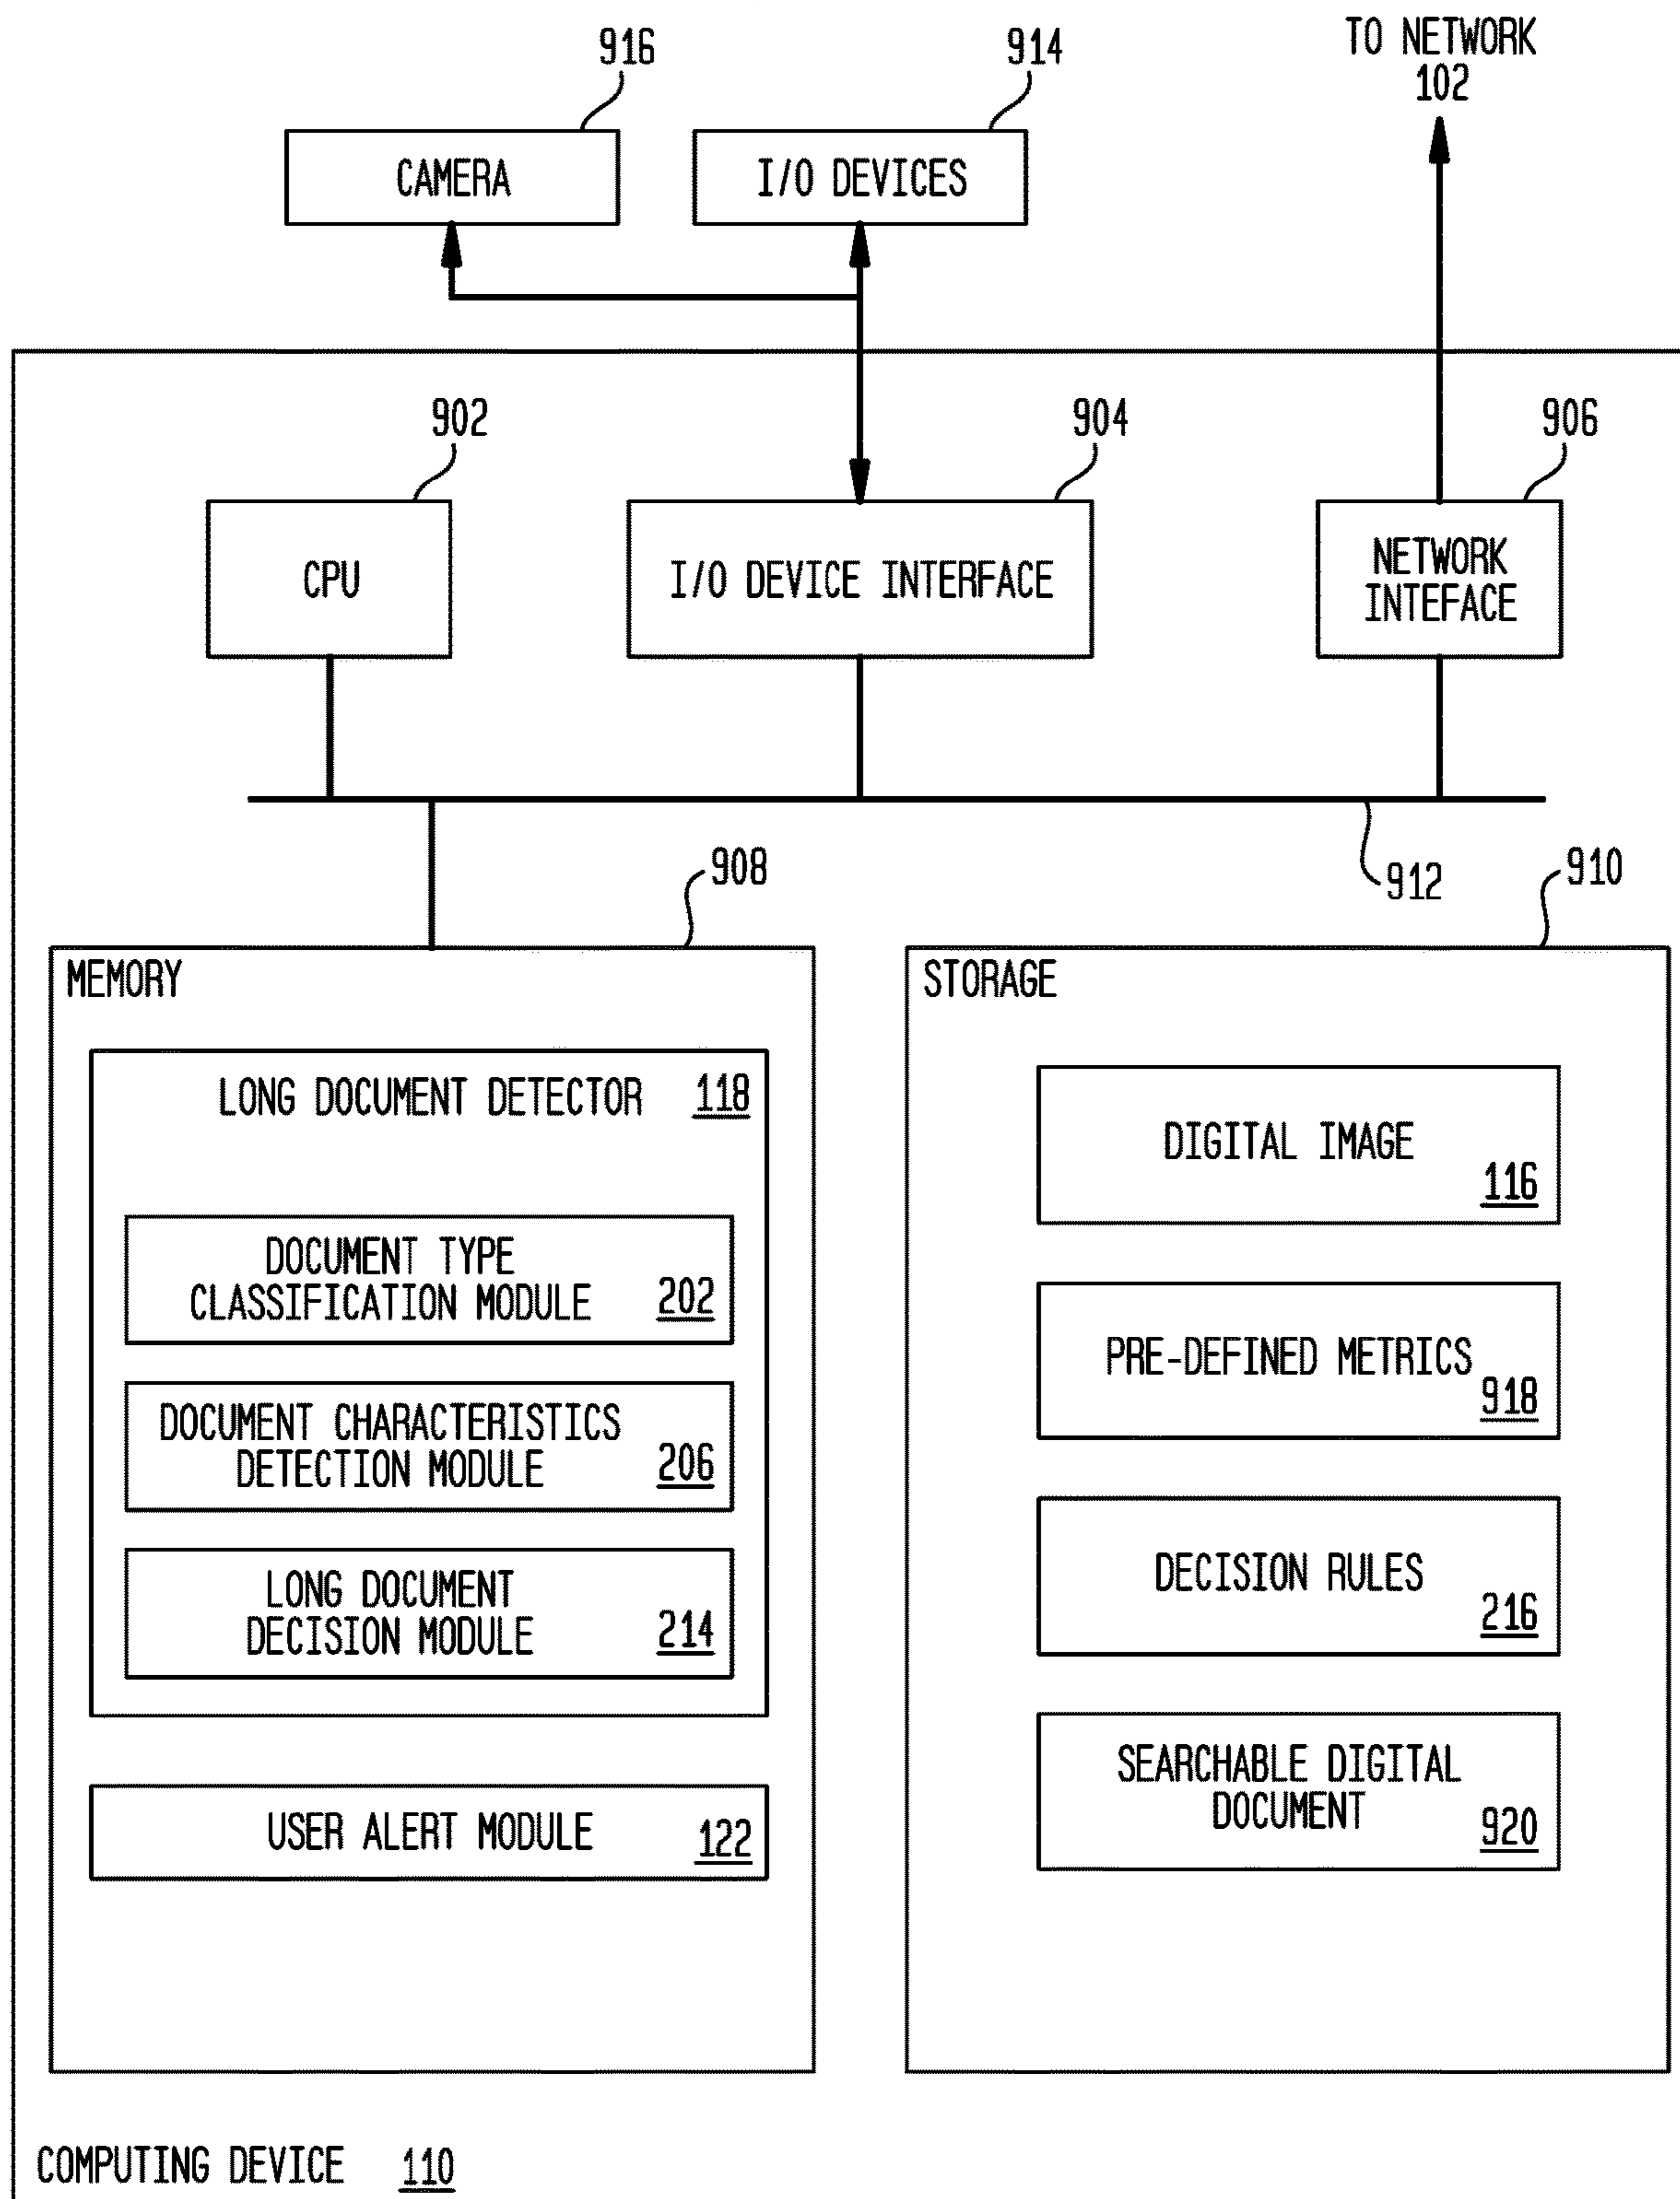 TO NETWORK
102
916
914
CAMERA
I/O DEVICES
902
904
906
CPU
I/O DEVICE INTERFACE
NETWORK
INTEFACE
912
908
910
MEMORY
LONG DOCUMENT DETECTOR 118
DOCUMENT TYPE
CLASSIFICATION MODULE 202
DOCUMENT CHARACTERISTICS
DETECTION MODULE 206
LONG DOCUMENT
DECISION MODULE 214
USER ALERT MODULE 122
STORAGE
DIGITAL IMAGE
116
PRE-DEFINED METRICS
918
DECISION RULES
216
SEARCHABLE DIGITAL
DOCUMENT
920
COMPUTING DEVICE 110